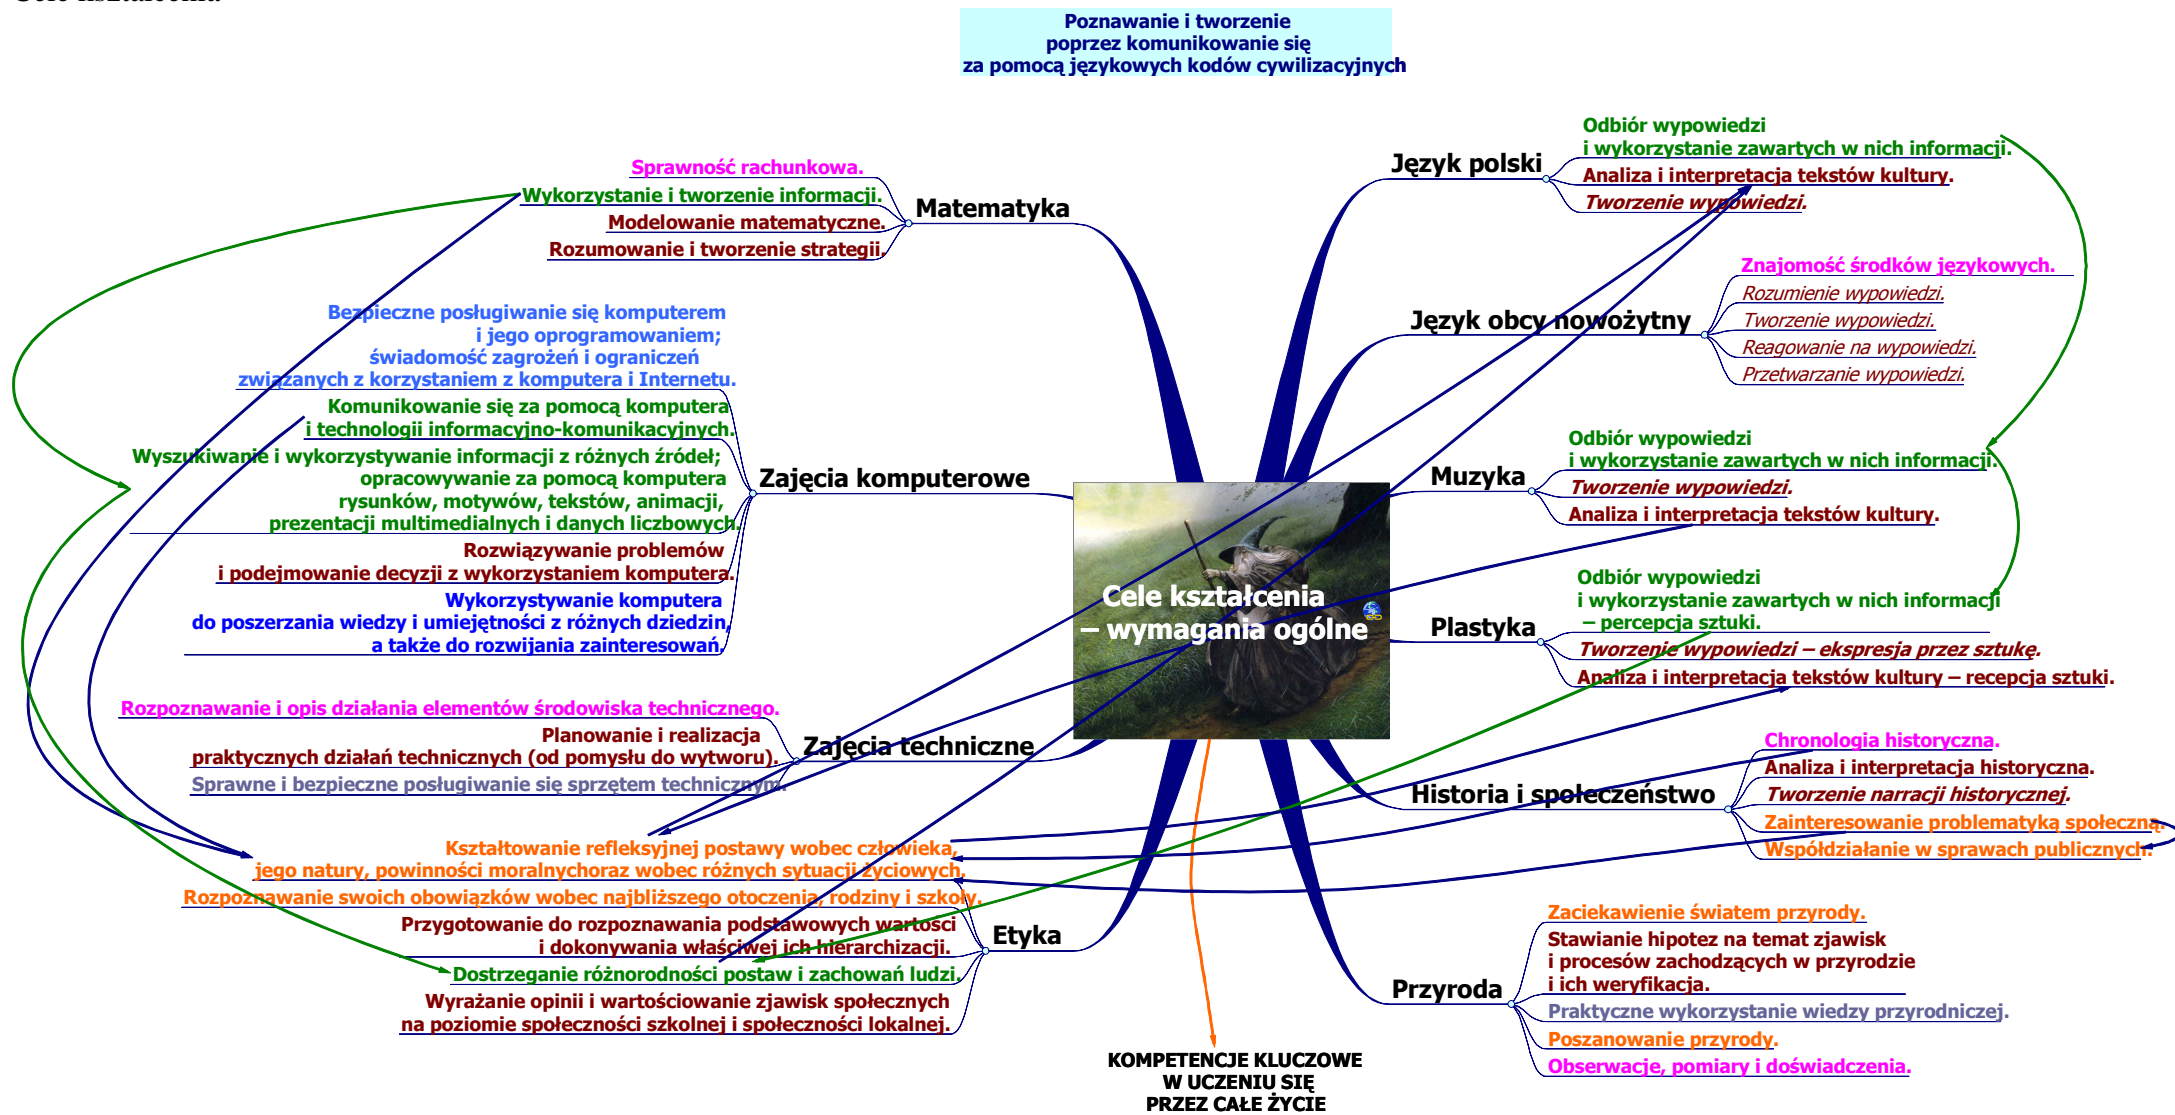 Poznawanie i tworzenie
poprzez komunikowanie się
za pomocą językowych kodów cywilizacyjnych
Matematyka
Sprawność rachunkowa.
Wykorzystanie i tworzenie informacji.
Modelowanie matematyczne.
Rozumowanie i tworzenie strategii.
Zajęcia komputerowe
Bezpieczne posługiwanie się komputerem
i jego oprogramowaniem;
świadomość zagrożeń i ograniczeń
związanych z korzystaniem z komputera i Internetu.
Komunikowanie się za pomocą komputera
i technologii informacyjno-komunikacyjnych.
Wyszukiwanie i wykorzystywanie informacji z różnych źródeł;
opracowywanie za pomocą komputera
rysunków, motywów, tekstów, animacji,
prezentacji multimedialnych i danych liczbowych.
Rozwiązywanie problemów
i podejmowanie decyzji z wykorzystaniem komputera.
Wykorzystywanie komputera
do poszerzania wiedzy i umiejętności z różnych dziedzin,
a także do rozwijania zainteresowań.
Zajęcia techniczne
Rozpoznawanie i opis działania elementów środowiska technicznego.
Planowanie i realizacja
praktycznych działań technicznych (od pomysłu do wytworu).
Sprawne i bezpieczne posługiwanie się sprzętem technicznym.
Etyka
Kształtowanie refleksyjnej postawy wobec człowieka,
jego natury, powinności moralnychoraz wobec różnych sytuacji życiowych.
Rozpoznawanie swoich obowiązków wobec najbliższego otoczenia, rodziny i szkoły.
Przygotowanie do rozpoznawania podstawowych wartości
i dokonywania właściwej ich hierarchizacji.
Dostrzeganie różnorodności postaw i zachowań ludzi.
Wyrażanie opinii i wartościowanie zjawisk społecznych
na poziomie społeczności szkolnej i społeczności lokalnej.
Cele kształcenia
– wymagania ogólne
Język polski
Odbiór wypowiedzi
i wykorzystanie zawartych w nich informacji.
Analiza i interpretacja tekstów kultury.
Tworzenie wypowiedzi.
Język obcy nowożytny
Znajomość środków językowych.
Rozumienie wypowiedzi.
Tworzenie wypowiedzi.
Reagowanie na wypowiedzi.
Przetwarzanie wypowiedzi.
Muzyka
Odbiór wypowiedzi
i wykorzystanie zawartych w nich informacji.
Tworzenie wypowiedzi.
Analiza i interpretacja tekstów kultury.
Plastyka
Odbiór wypowiedzi
i wykorzystanie zawartych w nich informacji
– percepcja sztuki.
Tworzenie wypowiedzi – ekspresja przez sztukę.
Analiza i interpretacja tekstów kultury – recepcja sztuki.
Historia i społeczeństwo
Chronologia historyczna.
Analiza i interpretacja historyczna.
Tworzenie narracji historycznej.
Zainteresowanie problematyką społeczną.
Współdziałanie w sprawach publicznych.
Przyroda
Zaciekawienie światem przyrody.
Stawianie hipotez na temat zjawisk
i procesów zachodzących w przyrodzie
i ich weryfikacja.
Praktyczne wykorzystanie wiedzy przyrodniczej.
Poszanowanie przyrody.
Obserwacje, pomiary i doświadczenia.
KOMPETENCJE KLUCZOWE
W UCZENIU SIĘ
PRZEZ CAŁE ŻYCIE